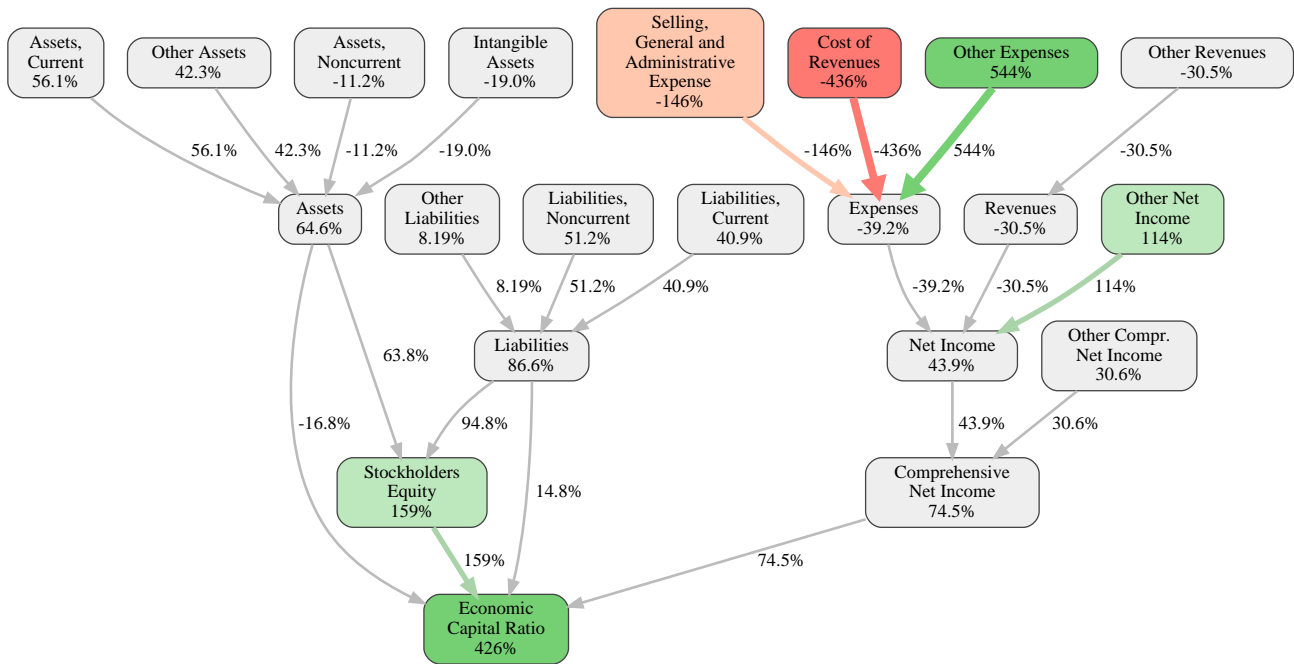 Assets,
Current
56.1%
Other Assets
42.3%
Assets,
Noncurrent
-11.2%
Intangible
Assets
-19.0%
Selling,
General and
Administrative
Expense
-146%
Cost of
Revenues
-436%
Other Expenses
544%
Other Revenues
-30.5%
56.1%
42.3%
-11.2%
-19.0%
-146%
-436%
544%
-30.5%
Assets
64.6%
Other
Liabilities
8.19%
Liabilities,
Noncurrent
51.2%
Liabilities,
Current
40.9%
Expenses
-39.2%
Revenues
-30.5%
Other Net
Income
114%
8.19%
51.2%
40.9%
-39.2%
-30.5%
114%
63.8%
Liabilities
86.6%
Net Income
43.9%
Other Compr.
Net Income
30.6%
-16.8%
94.8%
43.9%
30.6%
Stockholders
Equity
159%
14.8%
Comprehensive
Net Income
74.5%
159%
74.5%
Economic
Capital Ratio
426%